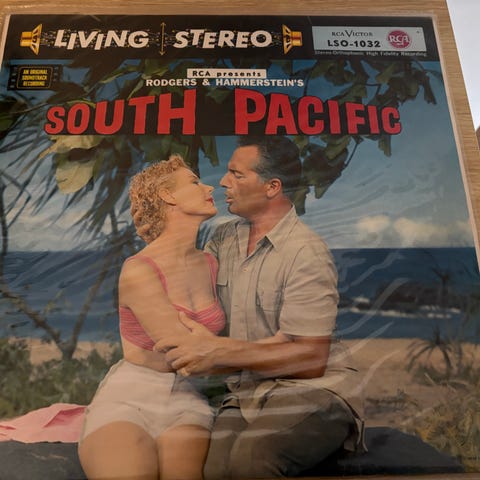 LIVING STEREO
RCA VICTOR
LSO-1032
RCA
Stereo-Orthophonic High Fidelity Recording
AN ORIGINAL
SOUNDTRACK
RECORDING
RCA presents
RODGERS & HAMMERSTEIN'S
SOUTH PACIFIC